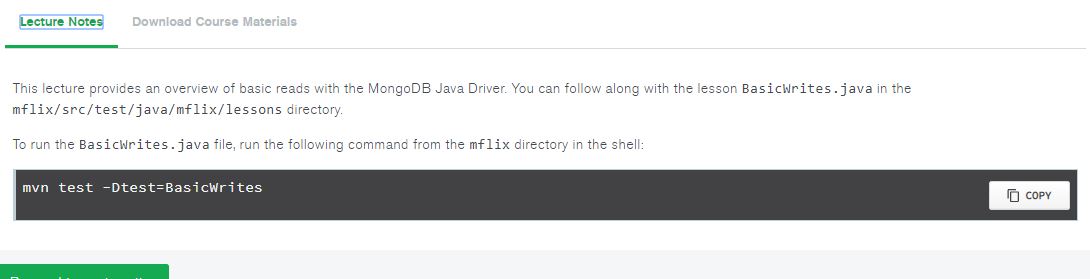 Lecture Notes Download Course Materials
This lecture provides an overview of basic reads with the MongoDB Java Driver. You can follow along with the lesson BasicWrites.java in the
mflix/src/test/java/mflix/lessons directory.
To run the BasicWrites.java file, run the following command from the mflix directory in the shell:
mvn test -Dtest=BasicWrites
COPY